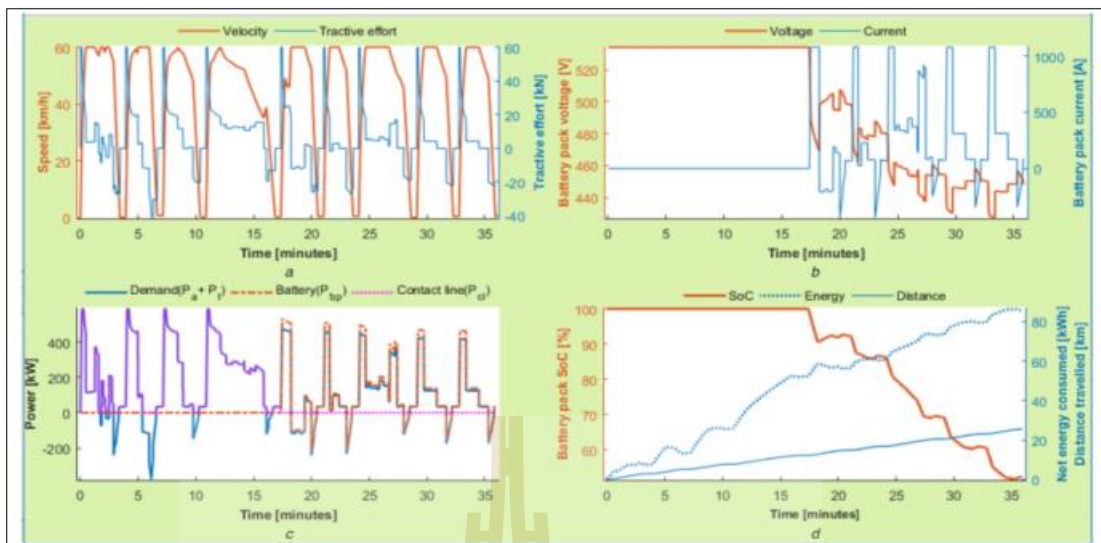 Velocity Tractive effort
60
40
20
0
Speed [km/h]
60
40
20
0
-20
-40
Tractive effort [kN]
0 5 10 15 20 25 30 35
Time [minutes]
a
Voltage Current
520
500
480
460
440
Battery pack voltage [V]
1000
500
0
Battery pack current [A]
0 5 10 15 20 25 30 35
Time [minutes]
b
Demand(Pa+ Pt) Battery(Pbp) Contact line(Pcl)
400
200
0
-200
Power [kW]
0 5 10 15 20 25 30 35
Time [minutes]
c
SoC Energy Distance
100
90
80
70
60
Battery pack SoC [%]
80
60
40
20
0
Net energy consumed [kWh]
Distance travelled [km]
0 5 10 15 20 25 30 35
Time [minutes]
d